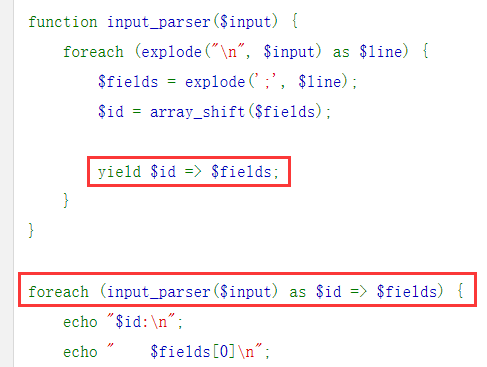 function input_parser($input) {
    foreach (explode("\n", $input) as $line) {
        $fields = explode(';', $line);
        $id = array_shift($fields);

        yield $id => $fields;
    }
}

foreach (input_parser($input) as $id => $fields) {
    echo "$id:\n";
    echo "    $fields[0]\n";